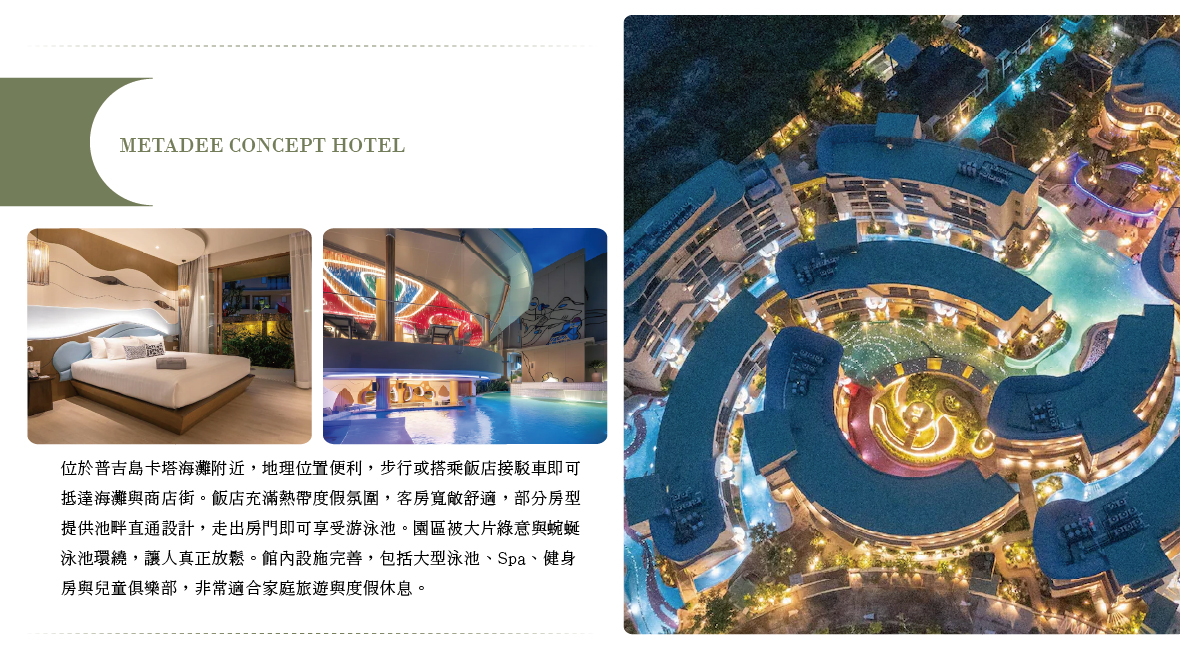 METADEE CONCEPT HOTEL
位於普吉島卡塔海灘附近，地理位置便利，步行或搭乘飯店接駁車即可
抵達海灘與商店街。飯店充滿熱帶度假氛圍，客房寬敞舒適，部分房型
提供池畔直通設計，走出房門即可享受游泳池。園區被大片綠意與蜿蜒
泳池環繞，讓人真正放鬆。館內設施完善，包括大型泳池、Spa、健身
房與兒童俱樂部，非常適合家庭旅遊與度假休息。